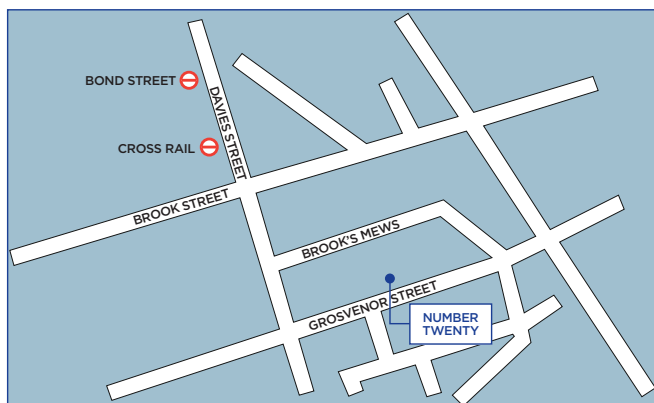 BOND STREET
DAVIES STREET
CROSS RAIL
BROOK STREET
BROOK'S MEWS
GROSVENOR STREET
NUMBER
TWENTY